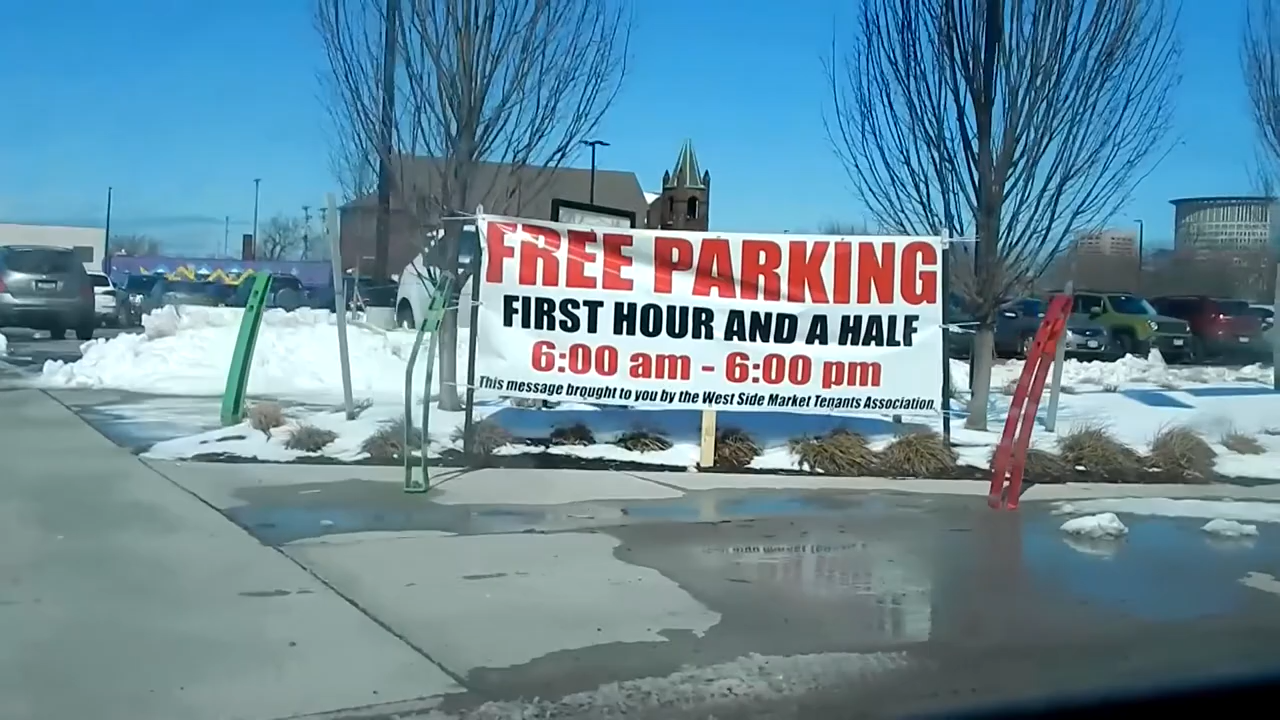 FREE PARKING
FIRST HOUR AND A HALF
6:00 am - 6:00 pm
This message brought to you by the West Side Market Tenants Association.